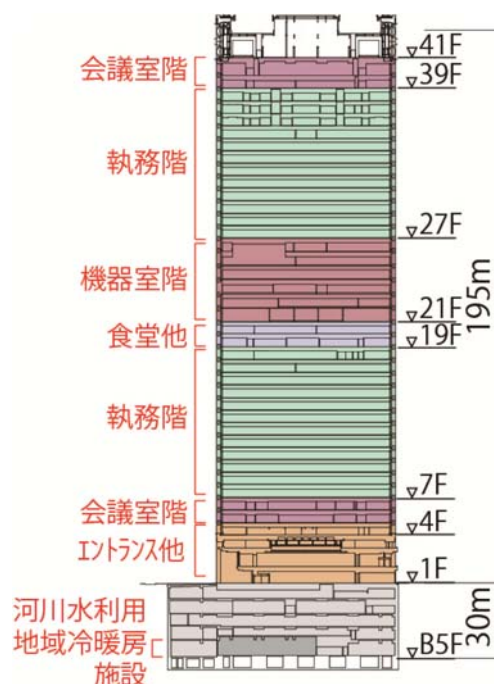 会議室階
執務階
機器室階
食堂他
執務階
会議室階
エントランス他
河川水利用
地域冷暖房
施設
▽41F
▽39F
▽27F
▽21F
▽19F
▽7F
▽4F
▽1F
▽B5F
195m
30m